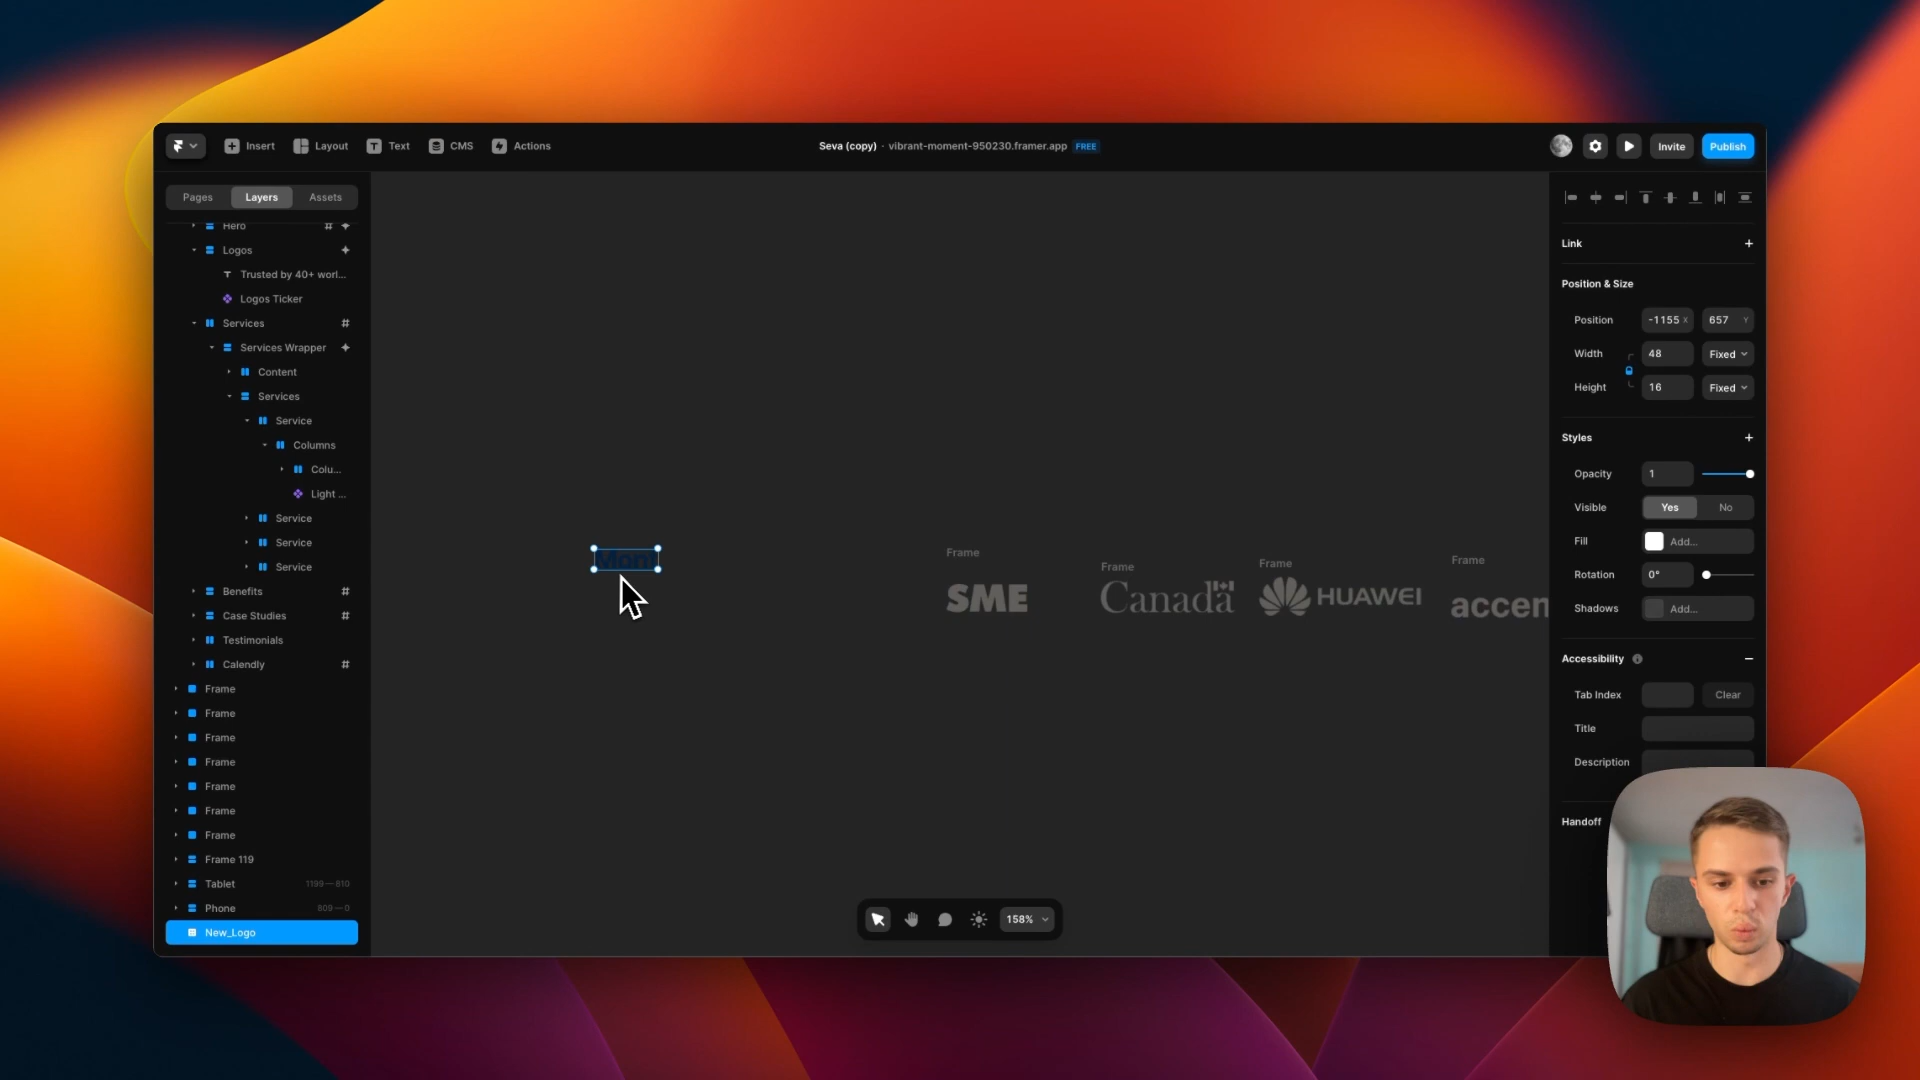 Insert
Layout
Text
CMS
Actions
Seva (copy) · vibrant-moment-950230.framer.app FREE
Invite
Publish
Pages
Layers
Assets
Hero
Logos
Trusted by 40+ worl...
Logos Ticker
Services
Services Wrapper
Content
Services
Service
Columns
Colu...
Light ...
Service
Service
Service
Benefits
Case Studies
Testimonials
Calendly
Frame
Frame
Frame
Frame
Frame
Frame
Frame
Frame 119
Tablet 1199—810
Phone 809—0
New_Logo
Frame
SME
Frame
Canada
Frame
HUAWEI
Frame
accen
158%
Link
Position & Size
Position -1155 X 657 Y
Width 48 Fixed
Height 16 Fixed
Styles
Opacity 1
Visible Yes No
Fill Add...
Rotation 0°
Shadows Add...
Accessibility
Tab Index Clear
Title
Description
Handoff